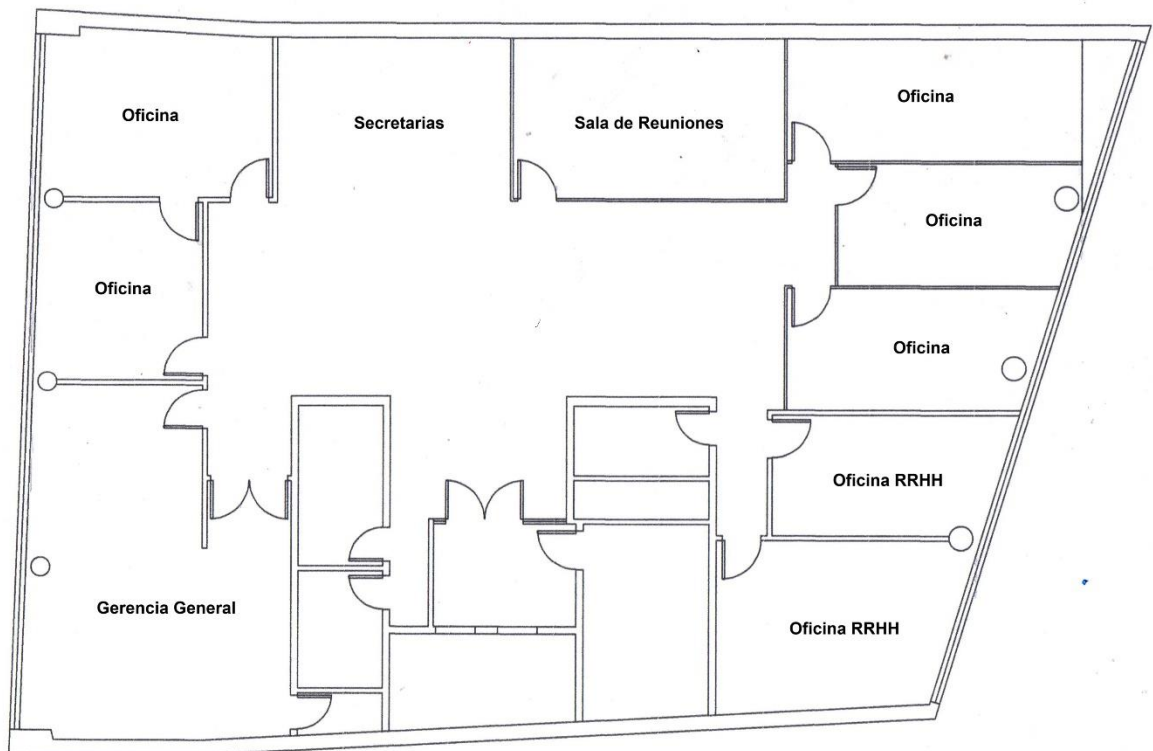 Oficina
Secretarias
Sala de Reuniones
Oficina
Oficina
Oficina
Oficina
Oficina RRHH
Gerencia General
Oficina RRHH